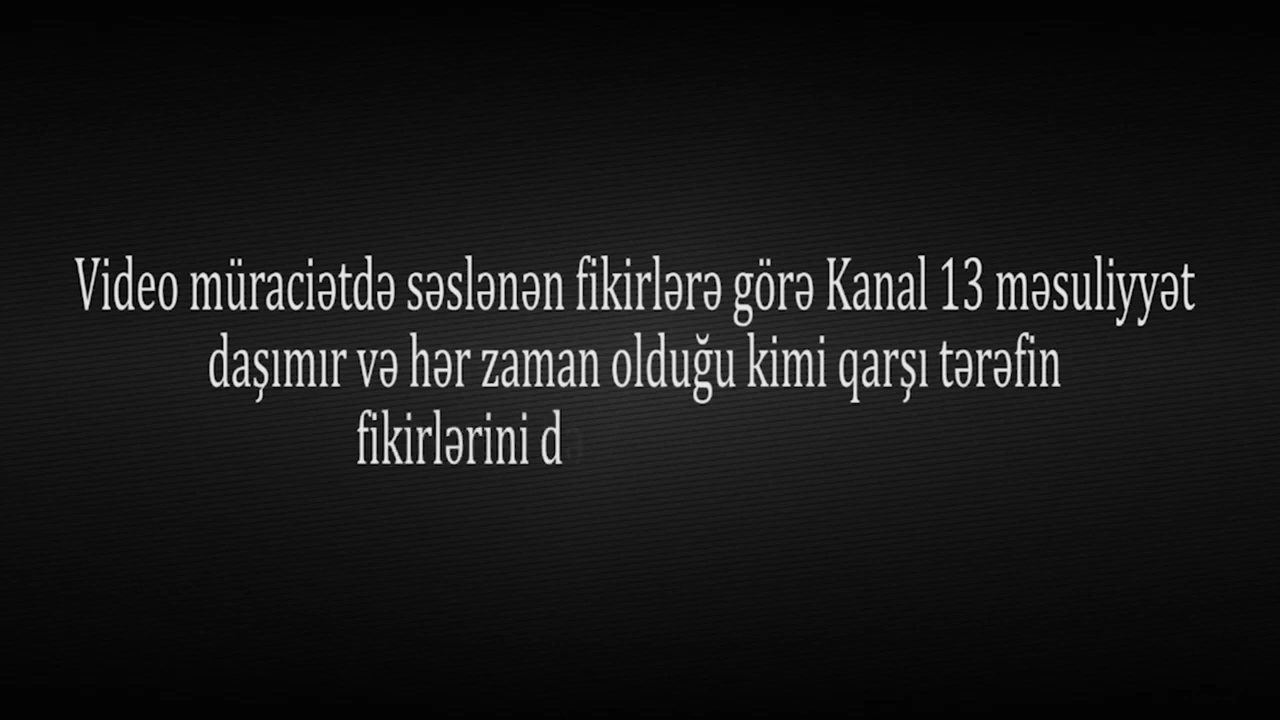 Video müraciətdə səslənən fikirlərə görə Kanal 13 məsuliyyət
daşımır və hər zaman olduğu kimi qarşı tərəfin
fikirlərini d